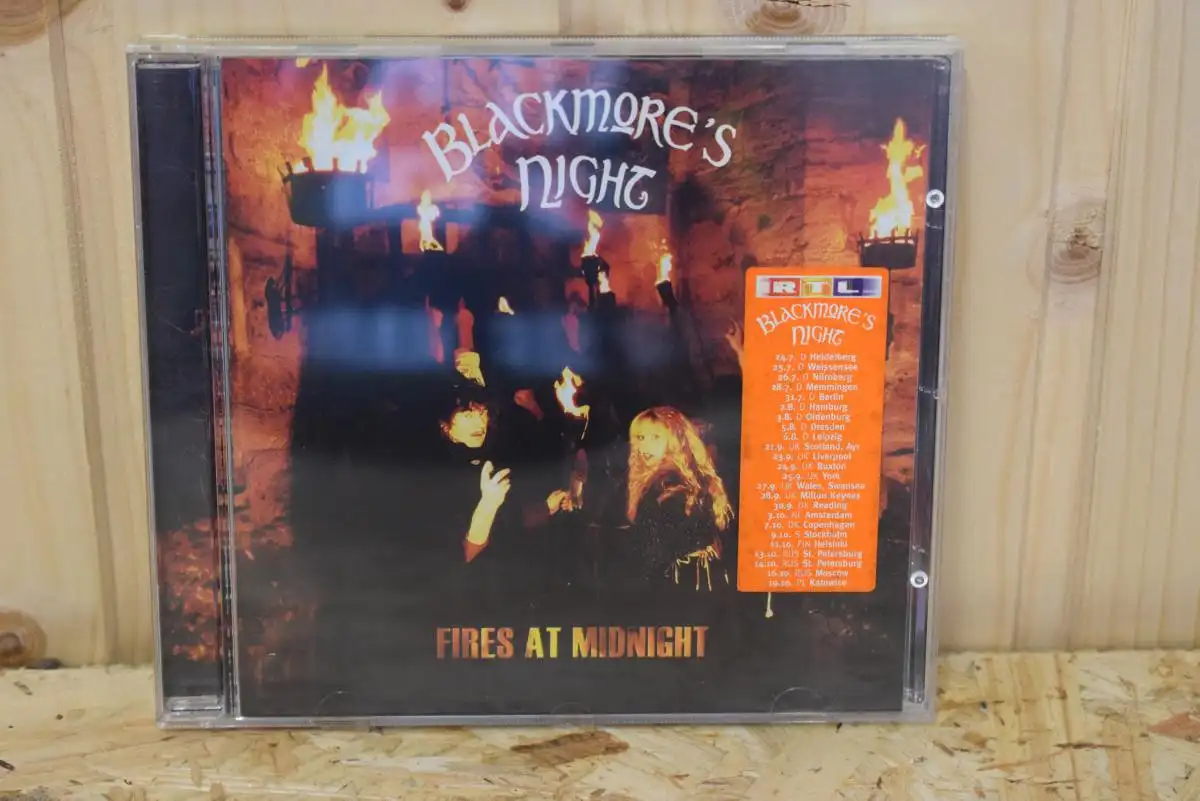 BLACKMORE'S
NIGHT
RTL
BLACKMORE'S
NIGHT
24.7. D Heidelberg
25.7. D Weissensee
26.7. D Nürnberg
28.7. D Memmingen
31.7. D Berlin
2.8. D Hamburg
3.8. D Oldenburg
5.8. D Dresden
6.8. D Leipzig
21.9. UK Scotland, Ayr
23.9. UK Liverpool
24.9. UK Buxton
25.9. UK York
27.9. UK Wales, Swansea
28.9. UK Milton Keynes
30.9. UK Reading
3.10. NL Amsterdam
7.10. DK Copenhagen
9.10. S Stockholm
11.10. FIN Helsinki
13.10. RUS St. Petersburg
14.10. RUS St. Petersburg
16.10. RUS Moscow
19.10. PL Katowice
FIRES AT MIDNIGHT